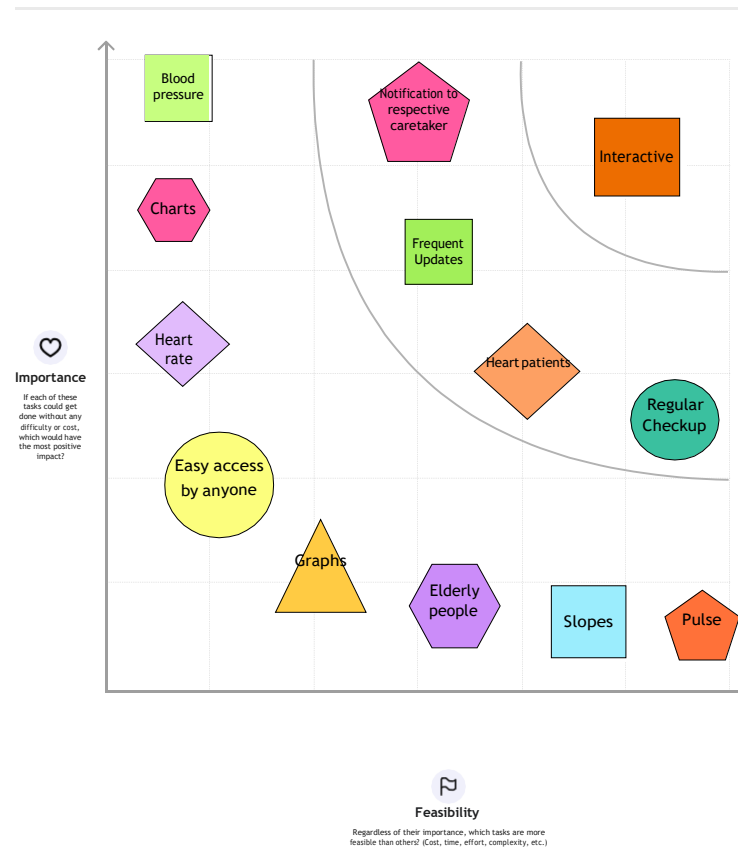 Blood
pressure
Notification to
respective
caretaker
Interactive
Charts
Frequent
Updates
Heart
rate
Heart patients
Importance
If each of these
tasks could get
done without any
difficulty or cost,
which would have
the most positive
impact?
Regular
Checkup
Easy access
by anyone
Graphs
Elderly
people
Slopes
Pulse
Feasibility
Regardless of their importance, which tasks are more
feasible than others? (Cost, time, effort, complexity, etc.)